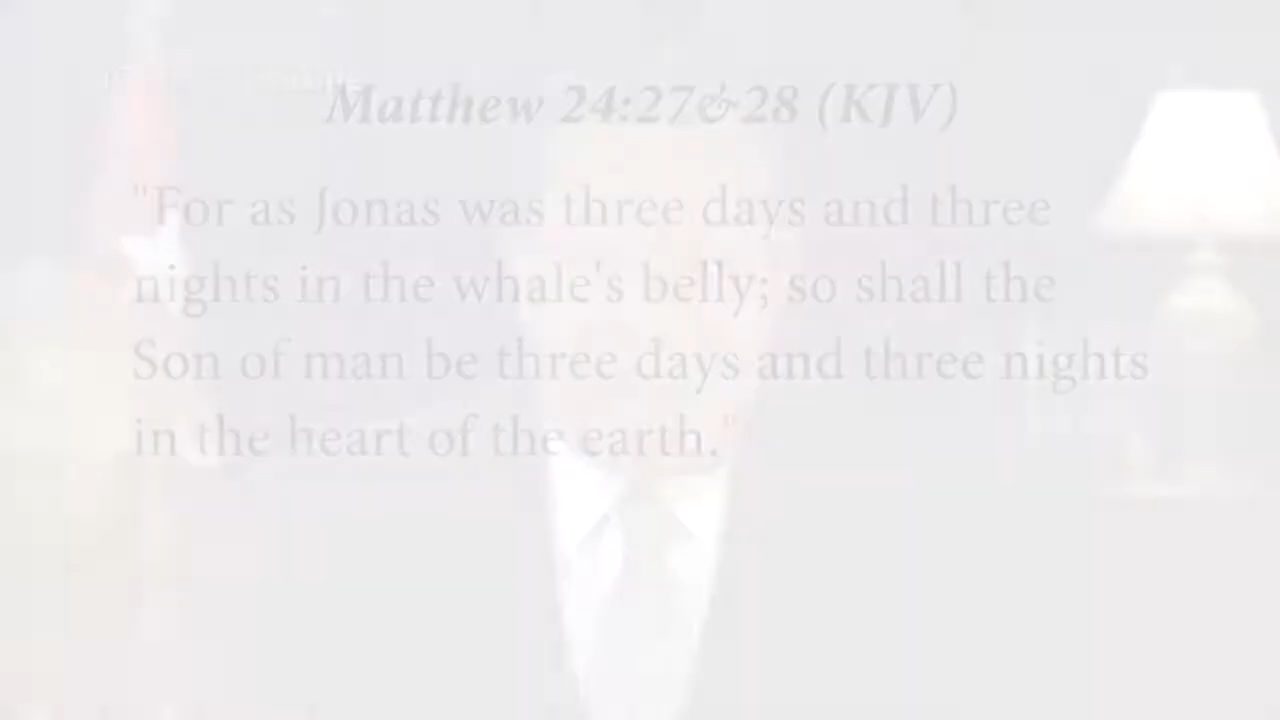 Matthew 24:27&28 (KJV)
"For as Jonas was three days and three
nights in the whale's belly; so shall the
Son of man be three days and three nights
in the heart of the earth."